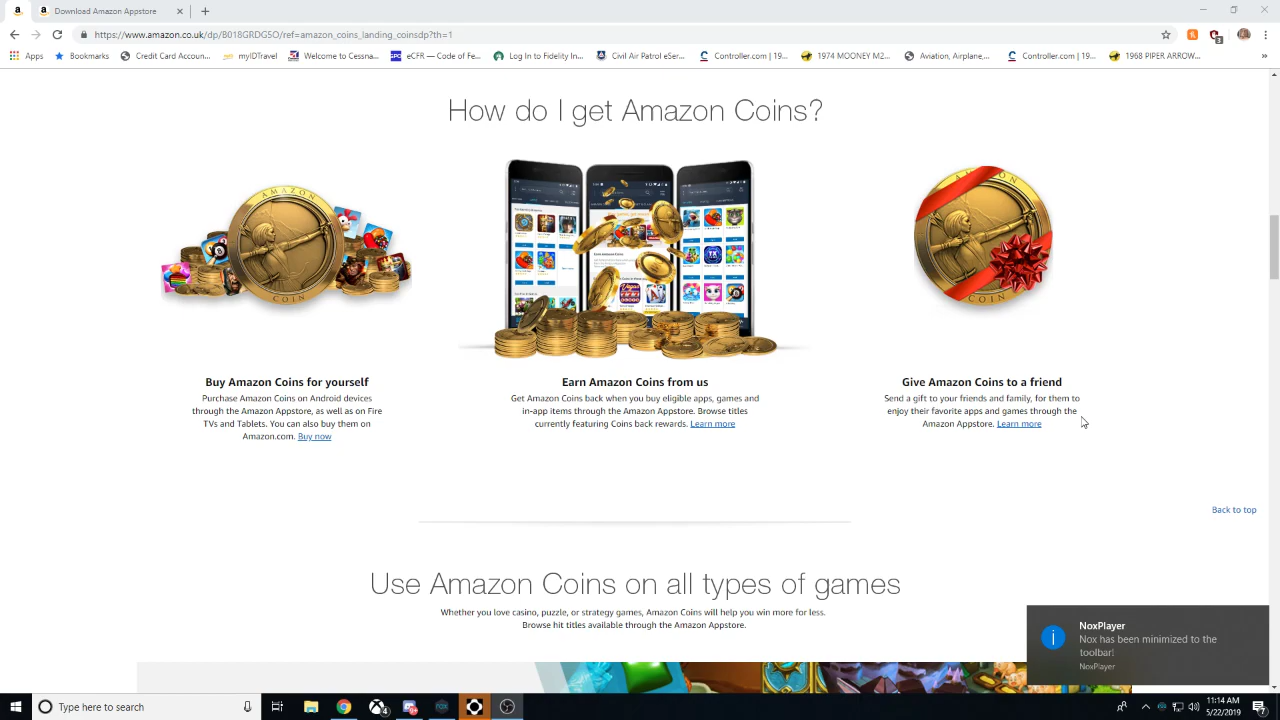 Download Amazon Appstore
https://www.amazon.co.uk/dp/B018GRDG5O/ref=amazon_coins_landing_coinsdp?th=1
Apps Bookmarks Credit Card Accoun... myIDTravel Welcome to Cessna... eCFR — Code of Fe... Log In to Fidelity In... Civil Air Patrol eSer... Controller.com | 19... 1974 MOONEY M2... Aviation, Airplane,... Controller.com | 19... 1968 PIPER ARROW...
How do I get Amazon Coins?
AMAZON
COIN
COIN
Buy Amazon Coins for yourself
Purchase Amazon Coins on Android devices
through the Amazon Appstore, as well as on Fire
TVs and Tablets. You can also buy them on
Amazon.com. Buy now
Earn Amazon Coins from us
Get Amazon Coins back when you buy eligible apps, games and
in-app items through the Amazon Appstore. Browse titles
currently featuring Coins back rewards. Learn more
Give Amazon Coins to a friend
Send a gift to your friends and family, for them to
enjoy their favorite apps and games through the
Amazon Appstore. Learn more
Back to top
Use Amazon Coins on all types of games
Whether you love casino, puzzle, or strategy games, Amazon Coins will help you win more for less.
Browse hit titles available through the Amazon Appstore.
NoxPlayer
Nox has been minimized to the
toolbar!
NoxPlayer
Type here to search
11:14 AM
5/22/2019